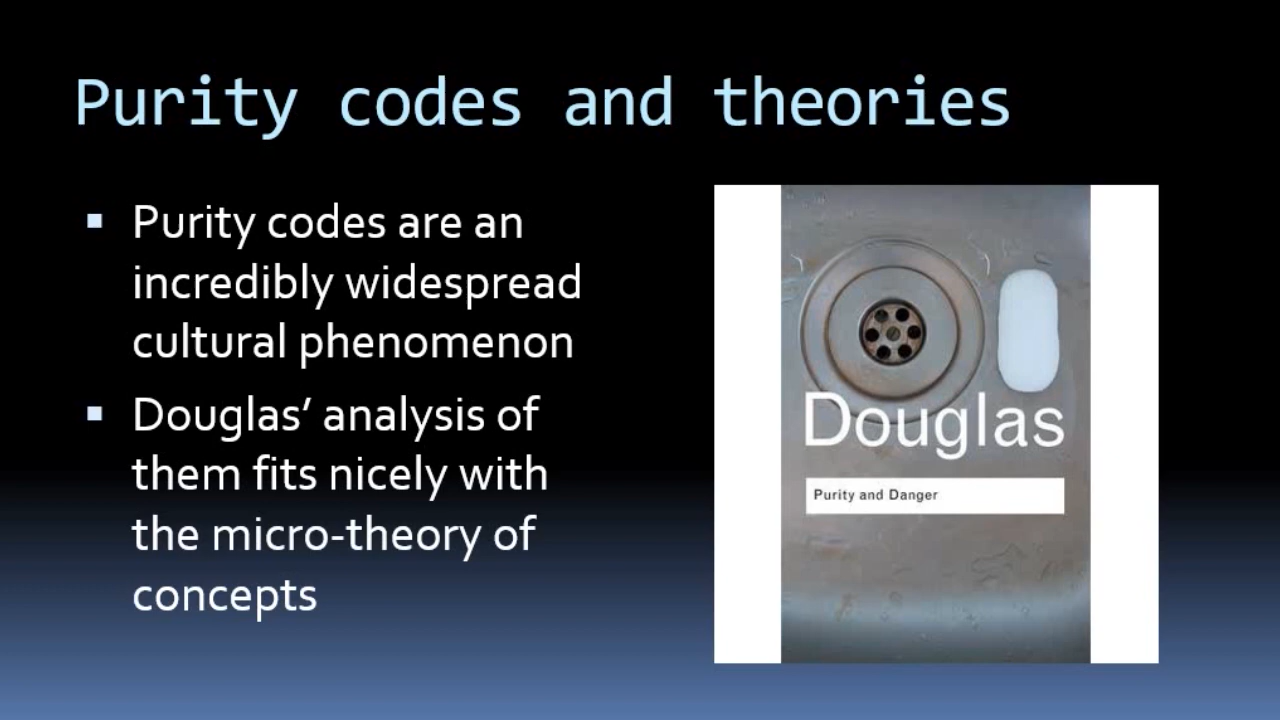 Purity codes and theories
▪ Purity codes are an
incredibly widespread
cultural phenomenon
▪ Douglas’ analysis of
them fits nicely with
the micro-theory of
concepts
Douglas
Purity and Danger